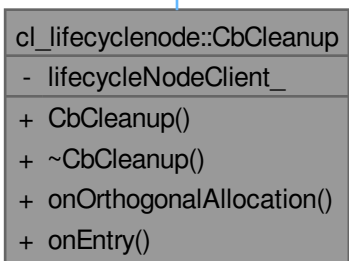 cl_lifecyclenode::CbCleanup
- lifecycleNodeClient_
+ CbCleanup()
+ ~CbCleanup()
+ onOrthogonalAllocation()
+ onEntry()